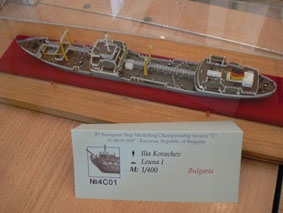 8th European Ship Modelling Championship Section "C"
2007 - Kavarna, Republic of Bulgaria
Ilia Kovachev
Lesena I
M: 1/400
Bulgaria
№4C01